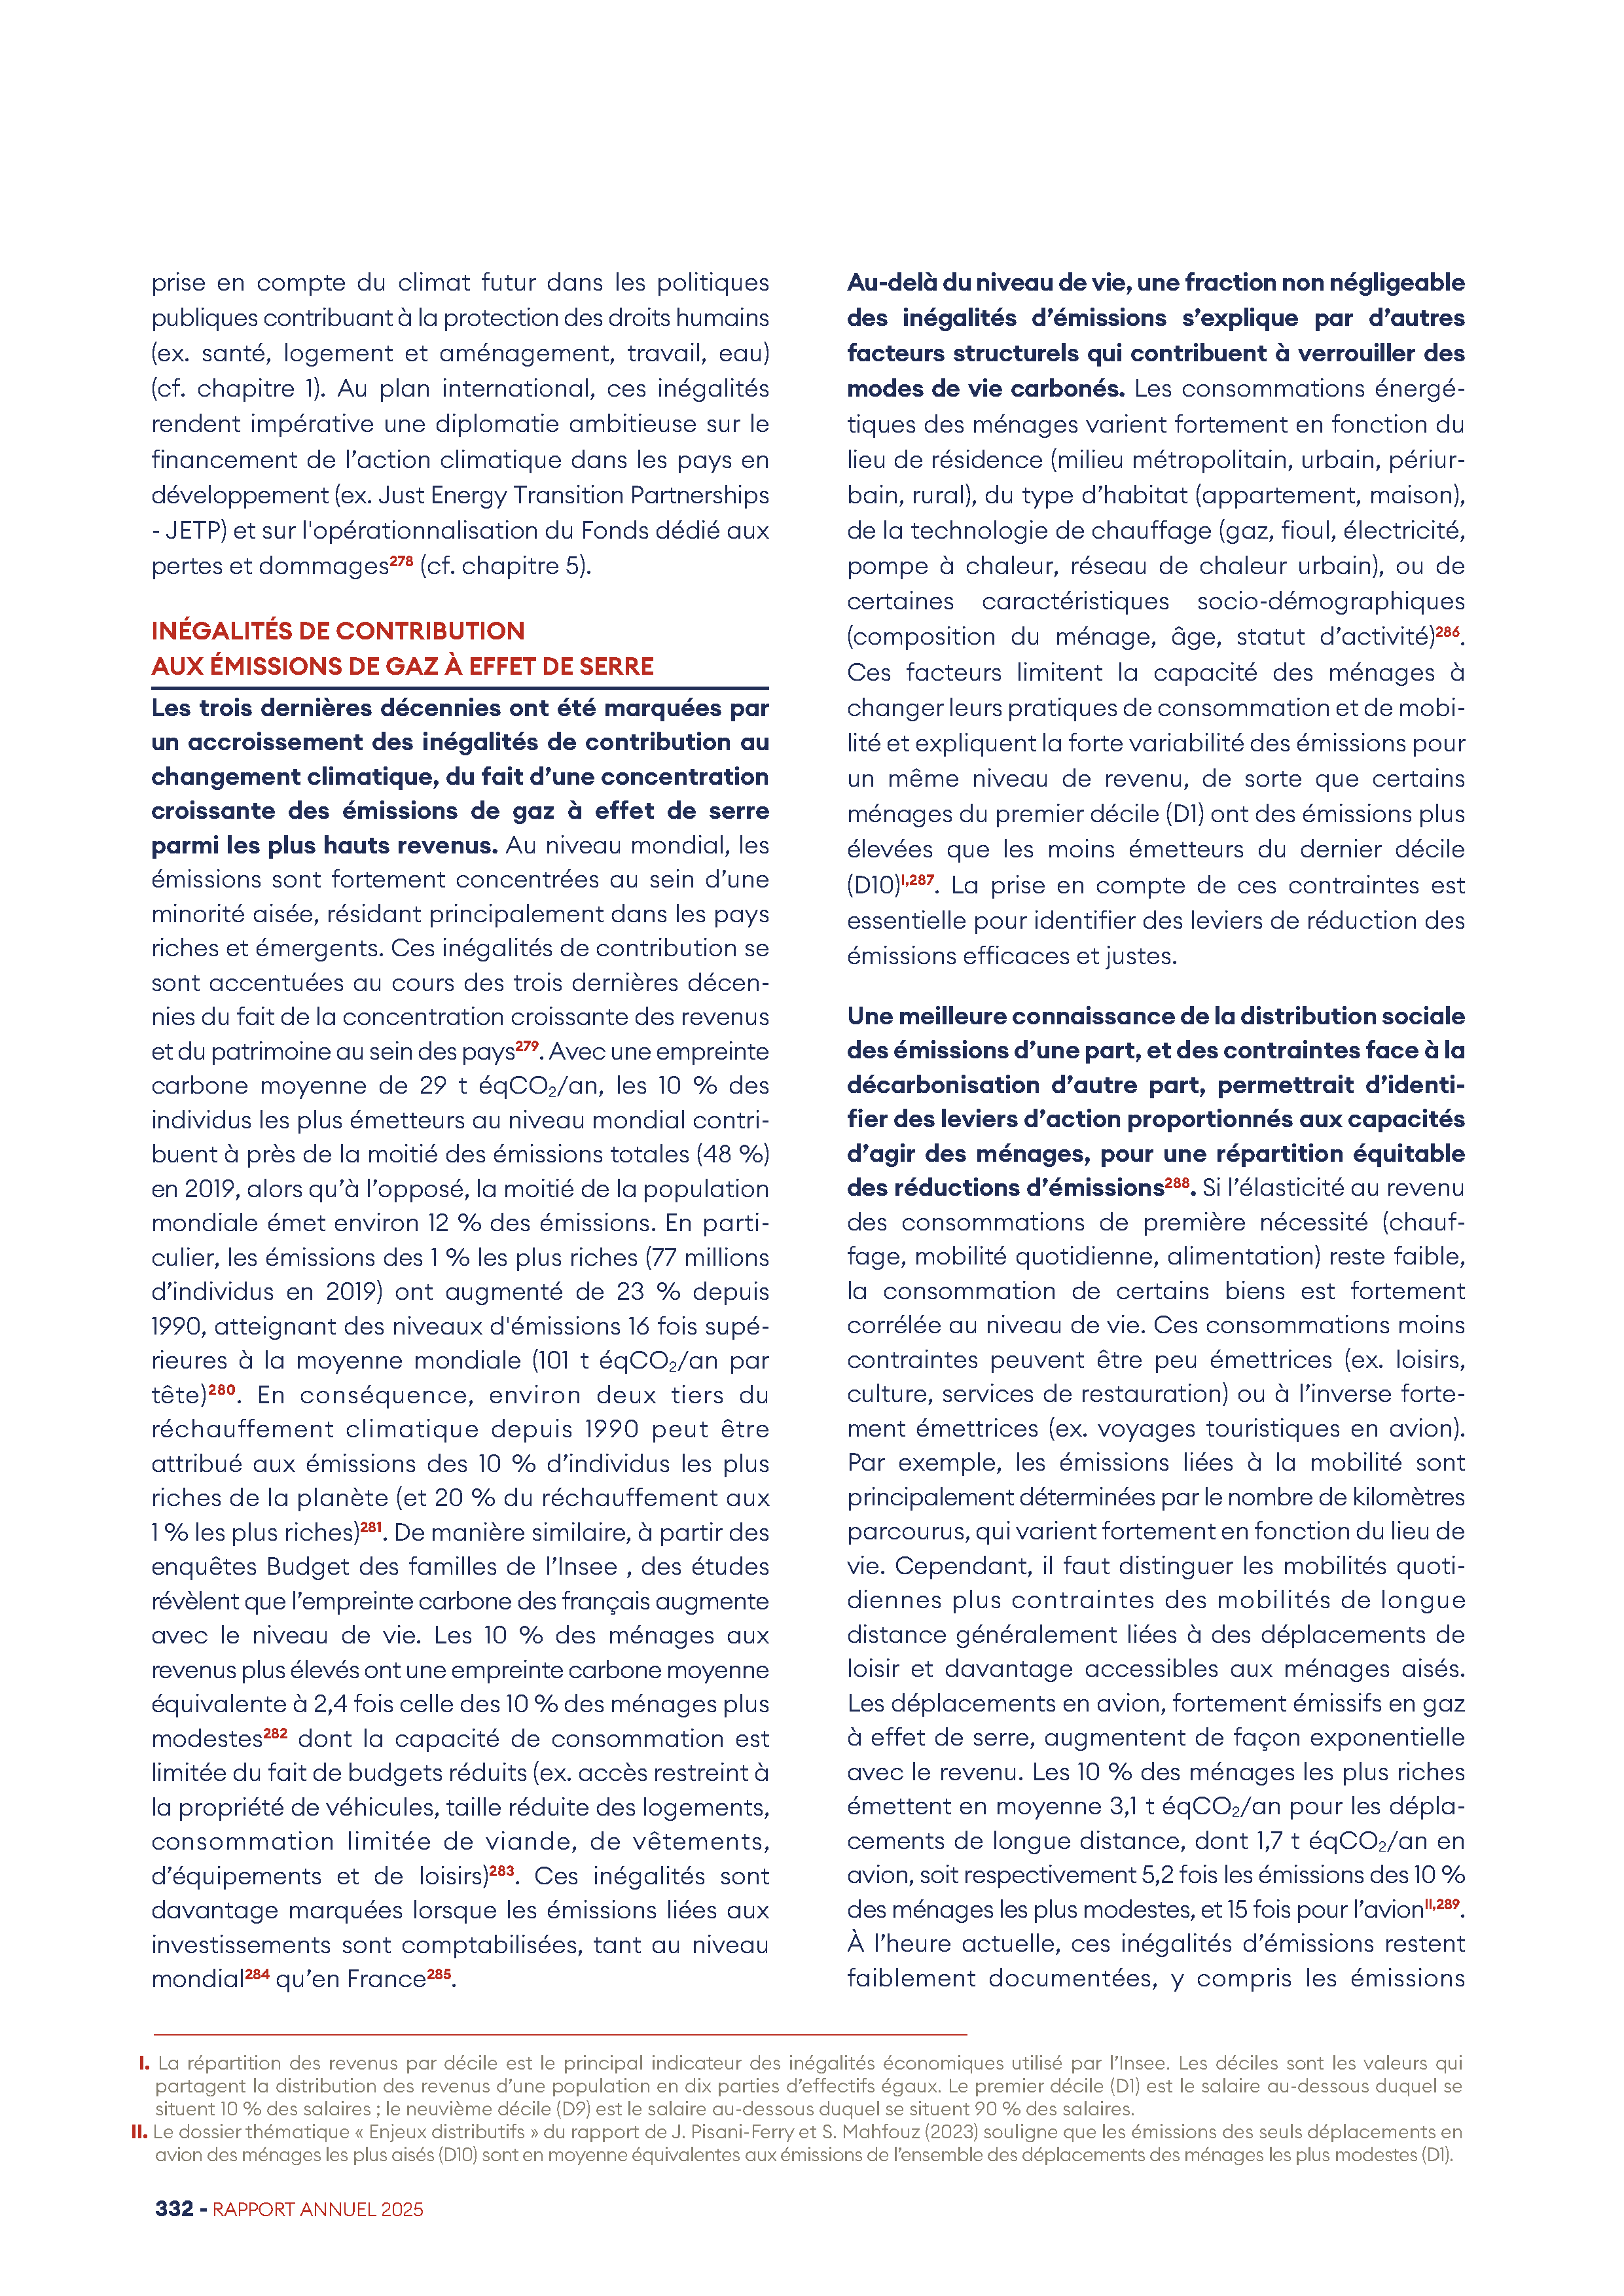 prise en compte du climat futur dans les politiques
publiques contribuant à la protection des droits humains
(ex. santé, logement et aménagement, travail, eau)
(cf. chapitre 1). Au plan international, ces inégalités
rendent impérative une diplomatie ambitieuse sur le
financement de l’action climatique dans les pays en
développement (ex. Just Energy Transition Partnerships
- JETP) et sur l'opérationnalisation du Fonds dédié aux
pertes et dommages278 (cf. chapitre 5).
INÉGALITÉS DE CONTRIBUTION
AUX ÉMISSIONS DE GAZ À EFFET DE SERRE
Les trois dernières décennies ont été marquées par
un accroissement des inégalités de contribution au
changement climatique, du fait d’une concentration
croissante des émissions de gaz à effet de serre
parmi les plus hauts revenus. Au niveau mondial, les
émissions sont fortement concentrées au sein d’une
minorité aisée, résidant principalement dans les pays
riches et émergents. Ces inégalités de contribution se
sont accentuées au cours des trois dernières décen-
nies du fait de la concentration croissante des revenus
et du patrimoine au sein des pays279. Avec une empreinte
carbone moyenne de 29 t éqCO₂/an, les 10 % des
individus les plus émetteurs au niveau mondial contri-
buent à près de la moitié des émissions totales (48 %)
en 2019, alors qu’à l’opposé, la moitié de la population
mondiale émet environ 12 % des émissions. En parti-
culier, les émissions des 1 % les plus riches (77 millions
d’individus en 2019) ont augmenté de 23 % depuis
1990, atteignant des niveaux d'émissions 16 fois supé-
rieures à la moyenne mondiale (101 t éqCO₂/an par
tête)280. En conséquence, environ deux tiers du
réchauffement climatique depuis 1990 peut être
attribué aux émissions des 10 % d’individus les plus
riches de la planète (et 20 % du réchauffement aux
1 % les plus riches)281. De manière similaire, à partir des
enquêtes Budget des familles de l’Insee , des études
révèlent que l’empreinte carbone des français augmente
avec le niveau de vie. Les 10 % des ménages aux
revenus plus élevés ont une empreinte carbone moyenne
équivalente à 2,4 fois celle des 10 % des ménages plus
modestes282 dont la capacité de consommation est
limitée du fait de budgets réduits (ex. accès restreint à
la propriété de véhicules, taille réduite des logements,
consommation limitée de viande, de vêtements,
d’équipements et de loisirs)283. Ces inégalités sont
davantage marquées lorsque les émissions liées aux
investissements sont comptabilisées, tant au niveau
mondial284 qu’en France285.
Au-delà du niveau de vie, une fraction non négligeable
des inégalités d’émissions s’explique par d’autres
facteurs structurels qui contribuent à verrouiller des
modes de vie carbonés. Les consommations énergé-
tiques des ménages varient fortement en fonction du
lieu de résidence (milieu métropolitain, urbain, périur-
bain, rural), du type d’habitat (appartement, maison),
de la technologie de chauffage (gaz, fioul, électricité,
pompe à chaleur, réseau de chaleur urbain), ou de
certaines caractéristiques socio-démographiques
(composition du ménage, âge, statut d’activité)286.
Ces facteurs limitent la capacité des ménages à
changer leurs pratiques de consommation et de mobi-
lité et expliquent la forte variabilité des émissions pour
un même niveau de revenu, de sorte que certains
ménages du premier décile (D1) ont des émissions plus
élevées que les moins émetteurs du dernier décile
(D10)I,287. La prise en compte de ces contraintes est
essentielle pour identifier des leviers de réduction des
émissions efficaces et justes.
Une meilleure connaissance de la distribution sociale
des émissions d’une part, et des contraintes face à la
décarbonisation d’autre part, permettrait d’identi-
fier des leviers d’action proportionnés aux capacités
d’agir des ménages, pour une répartition équitable
des réductions d’émissions288. Si l’élasticité au revenu
des consommations de première nécessité (chauf-
fage, mobilité quotidienne, alimentation) reste faible,
la consommation de certains biens est fortement
corrélée au niveau de vie. Ces consommations moins
contraintes peuvent être peu émettrices (ex. loisirs,
culture, services de restauration) ou à l’inverse forte-
ment émettrices (ex. voyages touristiques en avion).
Par exemple, les émissions liées à la mobilité sont
principalement déterminées par le nombre de kilomètres
parcourus, qui varient fortement en fonction du lieu de
vie. Cependant, il faut distinguer les mobilités quoti-
diennes plus contraintes des mobilités de longue
distance généralement liées à des déplacements de
loisir et davantage accessibles aux ménages aisés.
Les déplacements en avion, fortement émissifs en gaz
à effet de serre, augmentent de façon exponentielle
avec le revenu. Les 10 % des ménages les plus riches
émettent en moyenne 3,1 t éqCO₂/an pour les dépla-
cements de longue distance, dont 1,7 t éqCO₂/an en
avion, soit respectivement 5,2 fois les émissions des 10 %
des ménages les plus modestes, et 15 fois pour l’avionII,289.
À l’heure actuelle, ces inégalités d’émissions restent
faiblement documentées, y compris les émissions
I. La répartition des revenus par décile est le principal indicateur des inégalités économiques utilisé par l’Insee. Les déciles sont les valeurs qui
partagent la distribution des revenus d’une population en dix parties d’effectifs égaux. Le premier décile (D1) est le salaire au-dessous duquel se
situent 10 % des salaires ; le neuvième décile (D9) est le salaire au-dessous duquel se situent 90 % des salaires.
II. Le dossier thématique « Enjeux distributifs » du rapport de J. Pisani-Ferry et S. Mahfouz (2023) souligne que les émissions des seuls déplacements en
avion des ménages les plus aisés (D10) sont en moyenne équivalentes aux émissions de l’ensemble des déplacements des ménages les plus modestes (D1).
332 - RAPPORT ANNUEL 2025